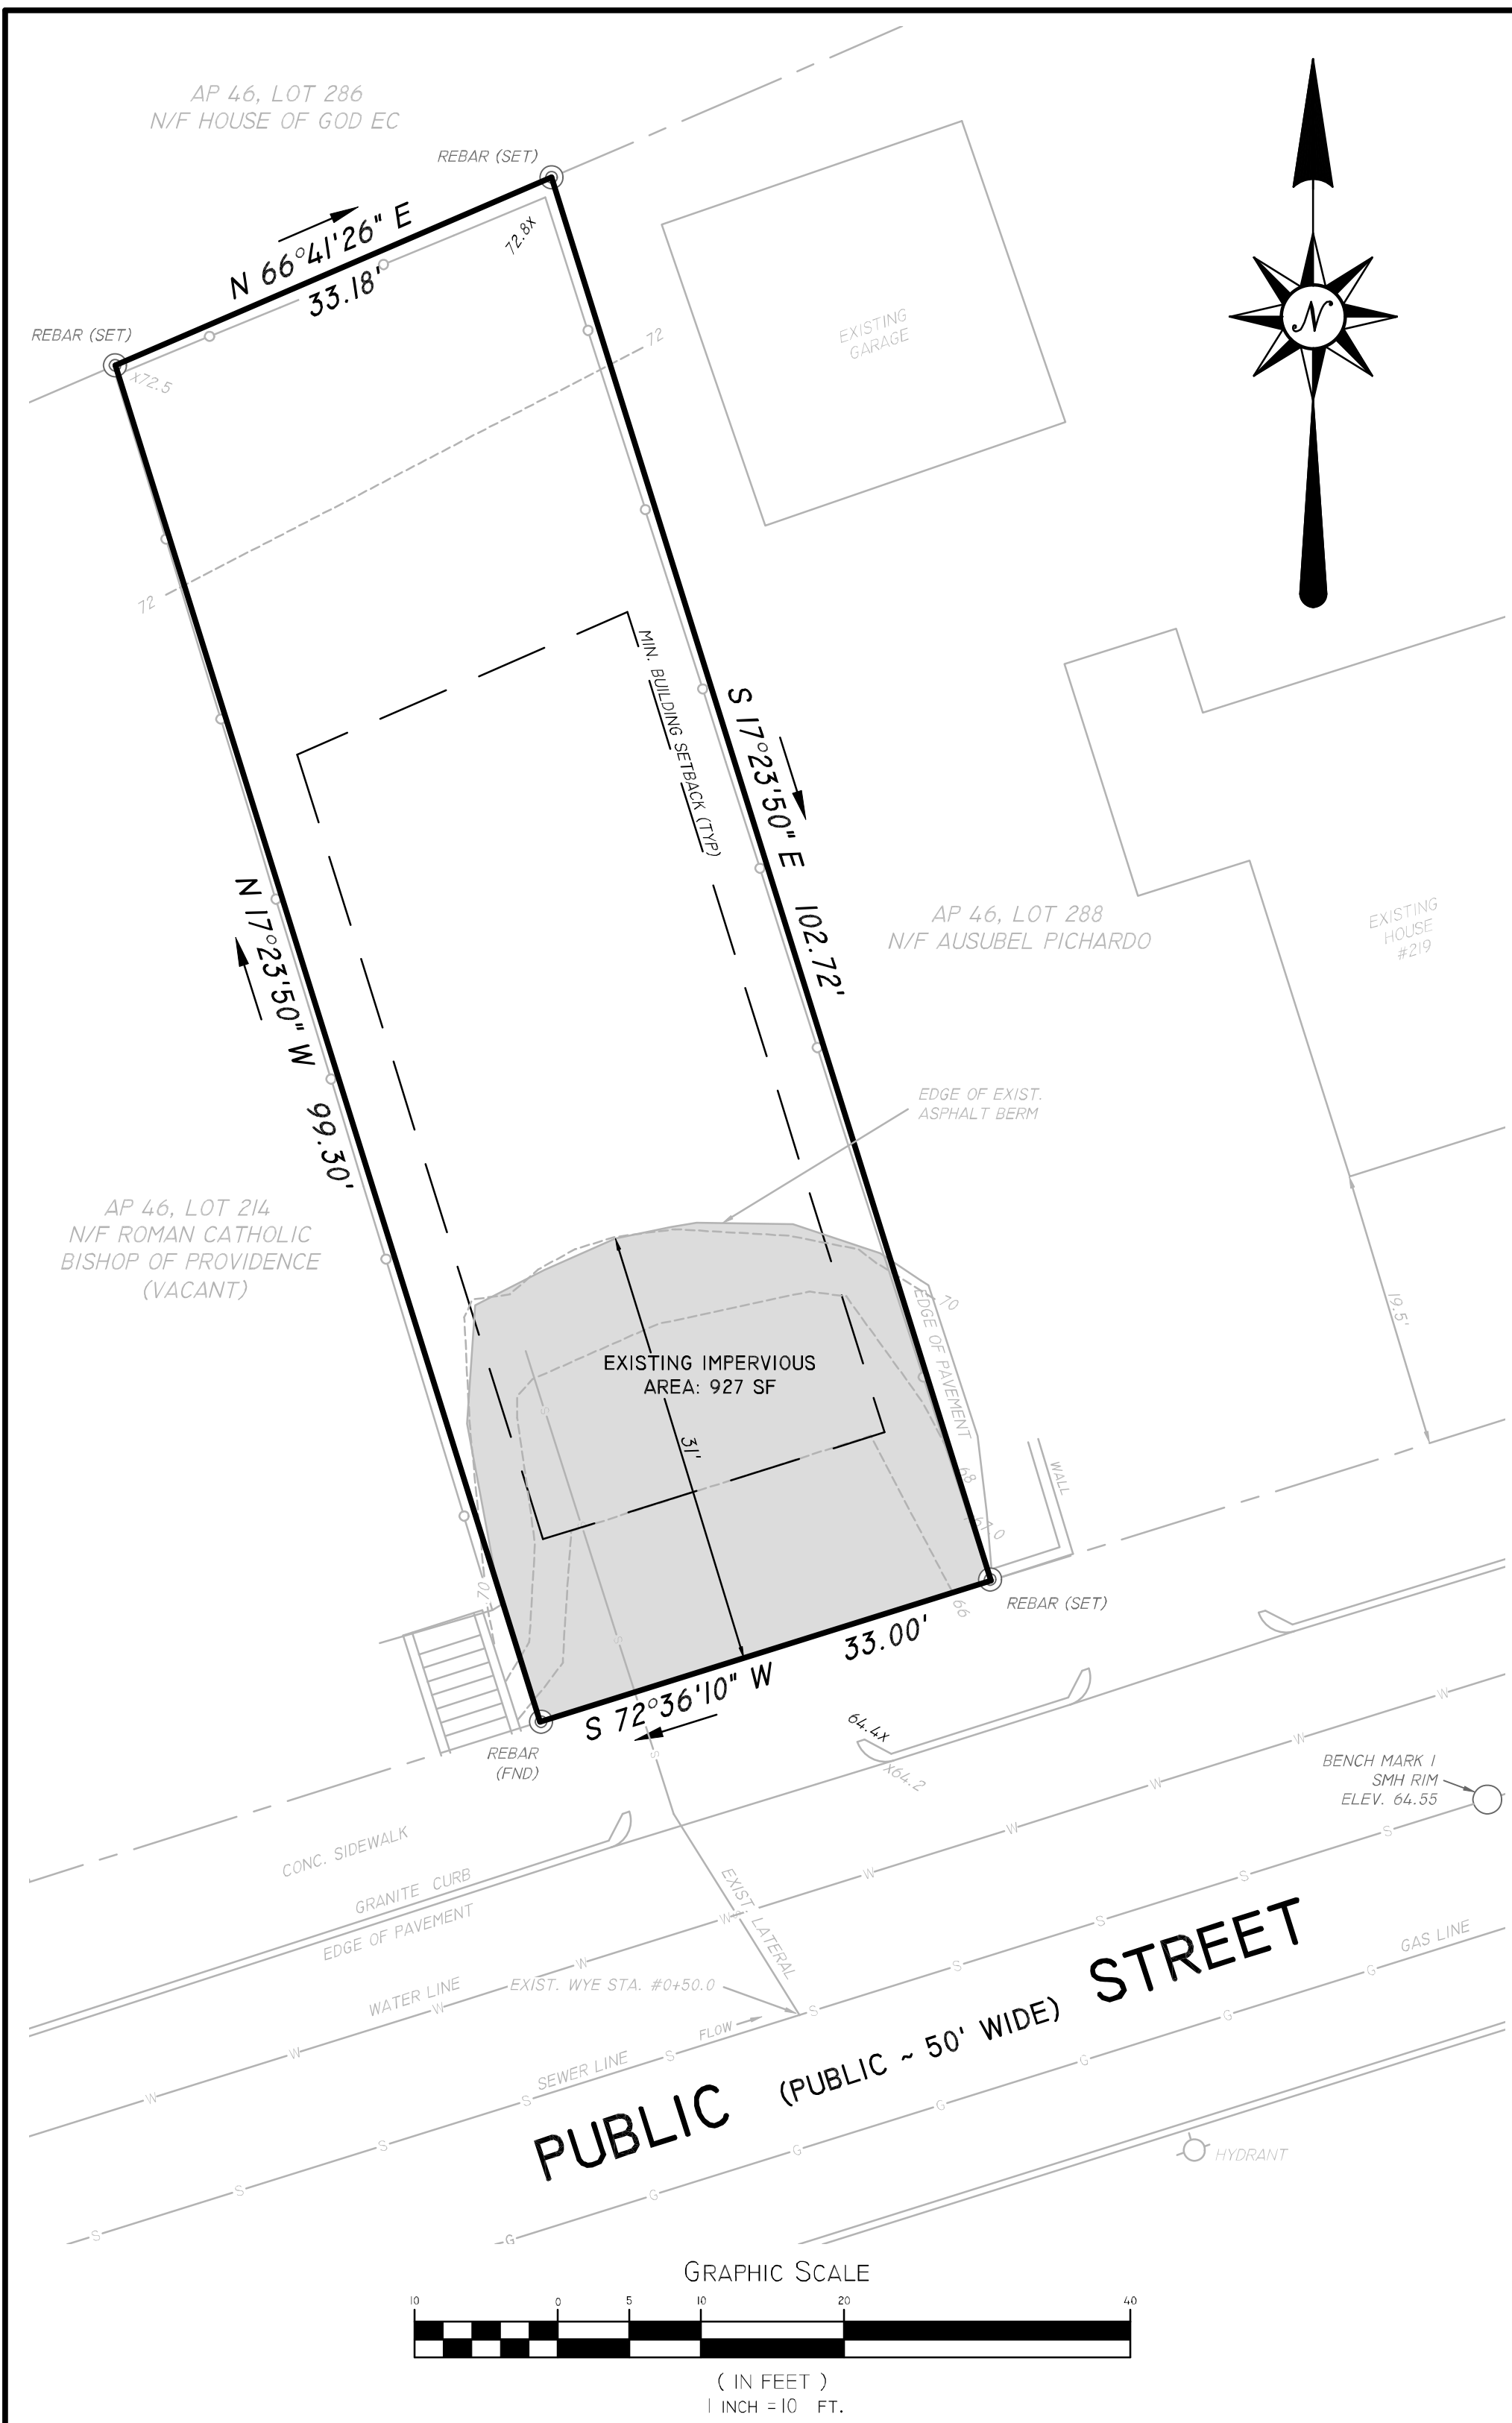 AP 46, LOT 286
N/F HOUSE OF GOD EC
REBAR (SET)
N 66°41'26" E
33.18'
72.8x
REBAR (SET)
x72.5
72
72
EXISTING
GARAGE
N
MIN. BUILDING SETBACK (TYP)
S 17°23'50" E 102.72'
N 17°23'50" W 99.30'
AP 46, LOT 288
N/F AUSUBEL PICHARDO
EXISTING
HOUSE
#219
EDGE OF EXIST.
ASPHALT BERM
AP 46, LOT 214
N/F ROMAN CATHOLIC
BISHOP OF PROVIDENCE
(VACANT)
19.5'
70
EDGE OF PAVEMENT
EXISTING IMPERVIOUS
AREA: 927 SF
S
31'
68
WALL
70
66
REBAR (SET)
33.00'
S
S 72°36'10" W
REBAR
(FND)
S
64.4x
x64.2
BENCH MARK 1
SMH RIM
ELEV. 64.55
CONC. SIDEWALK
GRANITE CURB
EDGE OF PAVEMENT
EXIST. LATERAL
W W W W W W W W W W
WATER LINE
EXIST. WYE STA. #0+50.0
FLOW
SEWER LINE
S S S S S S S S S S
PUBLIC (PUBLIC ~ 50' WIDE) STREET
GAS LINE
G G G G G G G
HYDRANT
GRAPHIC SCALE
10 0 5 10 20 40
( IN FEET )
1 INCH = 10 FT.